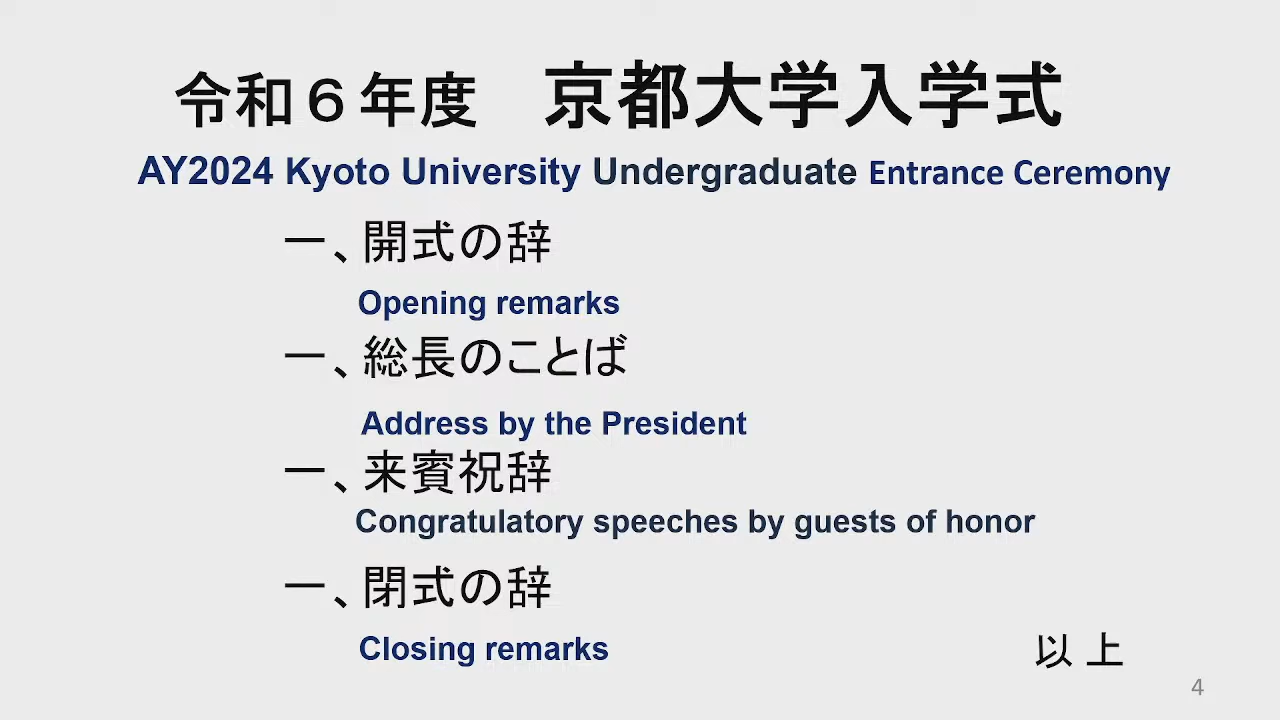 令和６年度　京都大学入学式
AY2024 Kyoto University Undergraduate Entrance Ceremony
一、開式の辞
Opening remarks
一、総長のことば
Address by the President
一、来賓祝辞
Congratulatory speeches by guests of honor
一、閉式の辞
Closing remarks
以 上
4